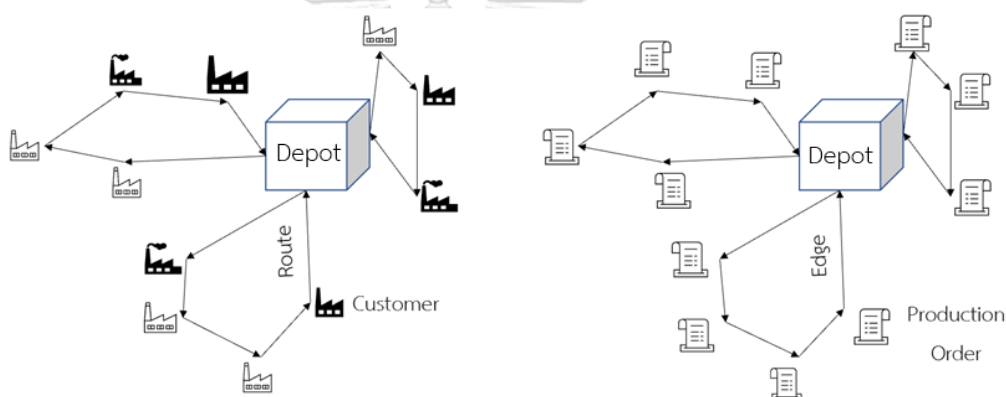 Depot
Route
Customer
Depot
Edge
Production
Order